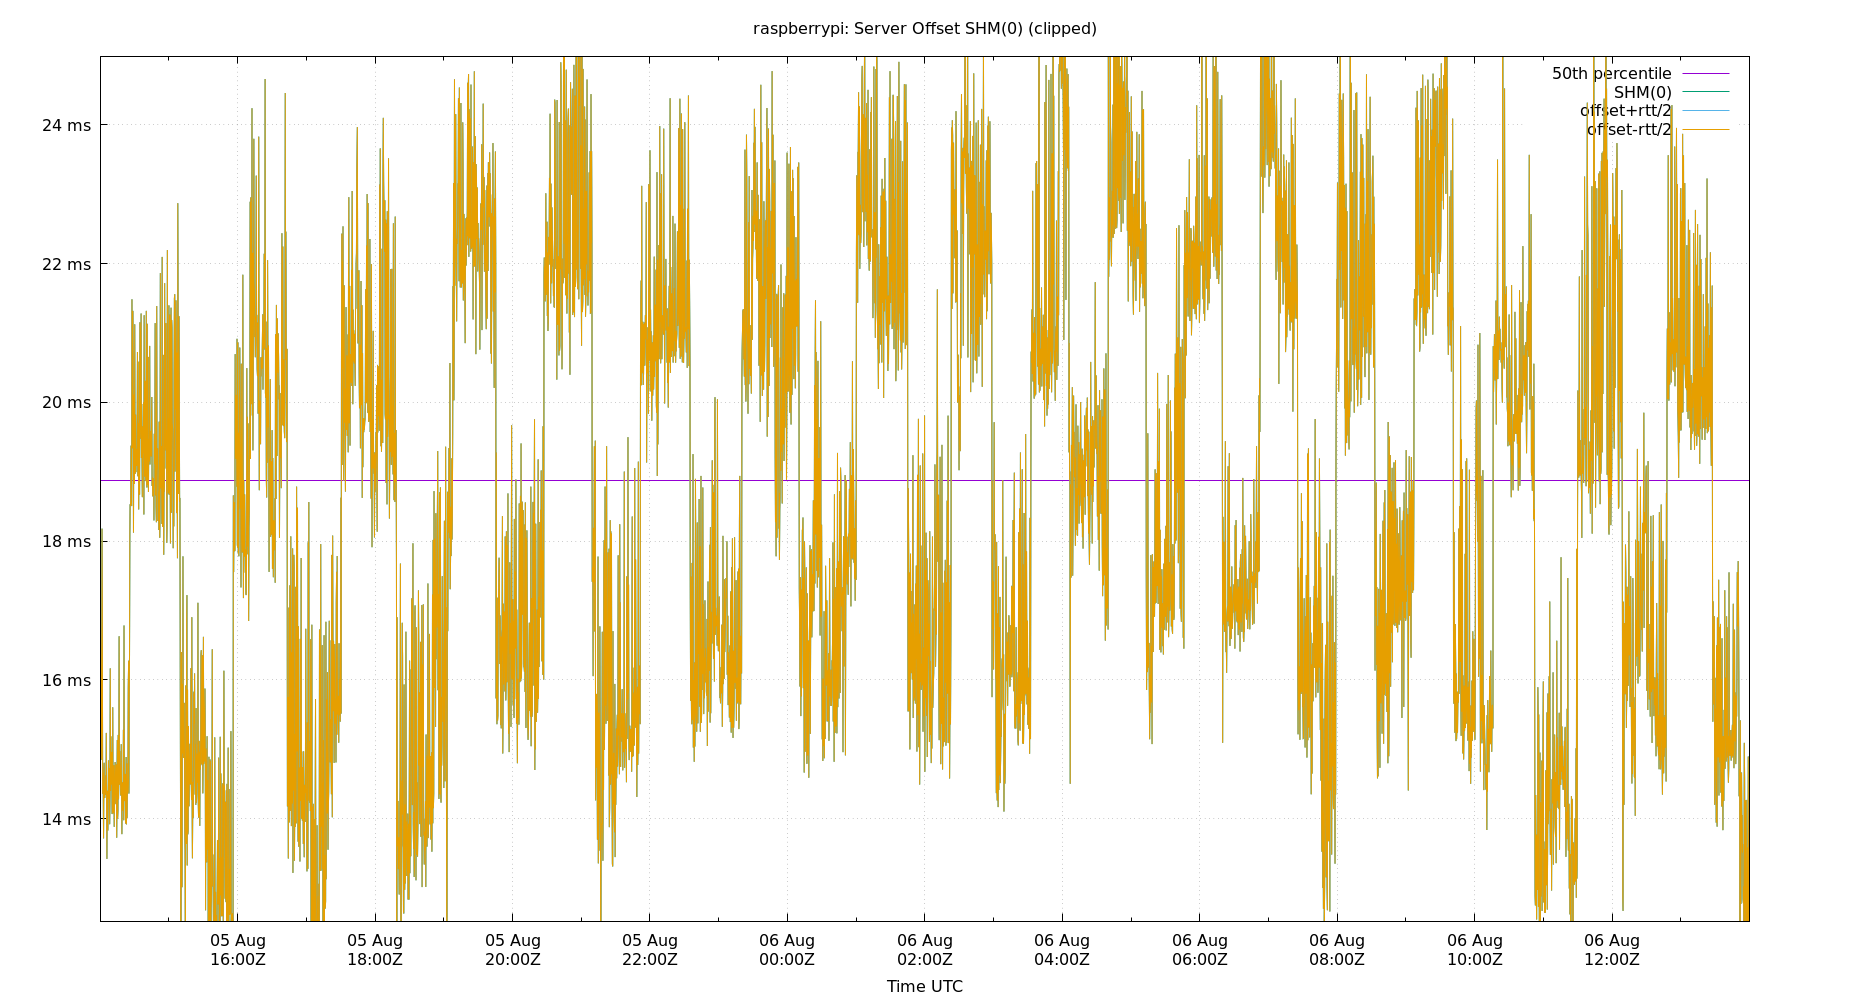 raspberrypi: Server Offset SHM(0) (clipped)
50th percentile
SHM(0)
offset+rtt/2
offset-rtt/2
24 ms
22 ms
20 ms
18 ms
16 ms
14 ms
05 Aug 05 Aug 05 Aug 05 Aug 06 Aug 06 Aug 06 Aug 06 Aug 06 Aug 06 Aug 06 Aug
16:00Z 18:00Z 20:00Z 22:00Z 00:00Z 02:00Z 04:00Z 06:00Z 08:00Z 10:00Z 12:00Z
Time UTC